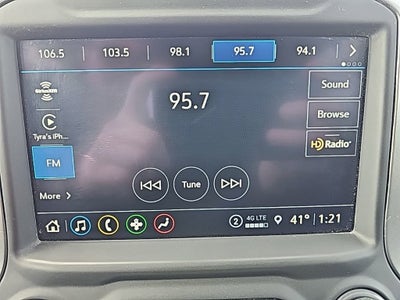 106.5 103.5 98.1 95.7 94.1
SiriusXM
Tyra's iPh...
FM
More
95.7
Tune
Sound
Browse
HD Radio
2 4G LTE 41° 1:21